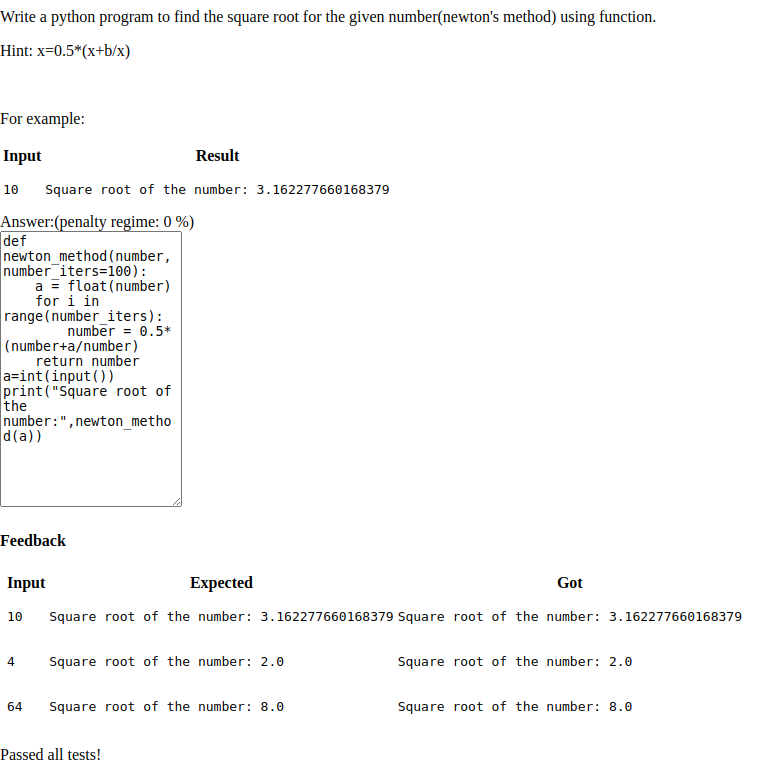 Write a python program to find the square root for the given number(newton's method) using function.
Hint: x=0.5*(x+b/x)
For example:
Input Result
10 Square root of the number: 3.162277660168379
Answer:(penalty regime: 0 %)
def
newton_method(number,
number_iters=100):
    a = float(number)
    for i in
range(number_iters):
        number = 0.5*
(number+a/number)
    return number
a=int(input())
print("Square root of
the
number:",newton_metho
d(a))
Feedback
Input Expected Got
10 Square root of the number: 3.162277660168379 Square root of the number: 3.162277660168379
4 Square root of the number: 2.0 Square root of the number: 2.0
64 Square root of the number: 8.0 Square root of the number: 8.0
Passed all tests!